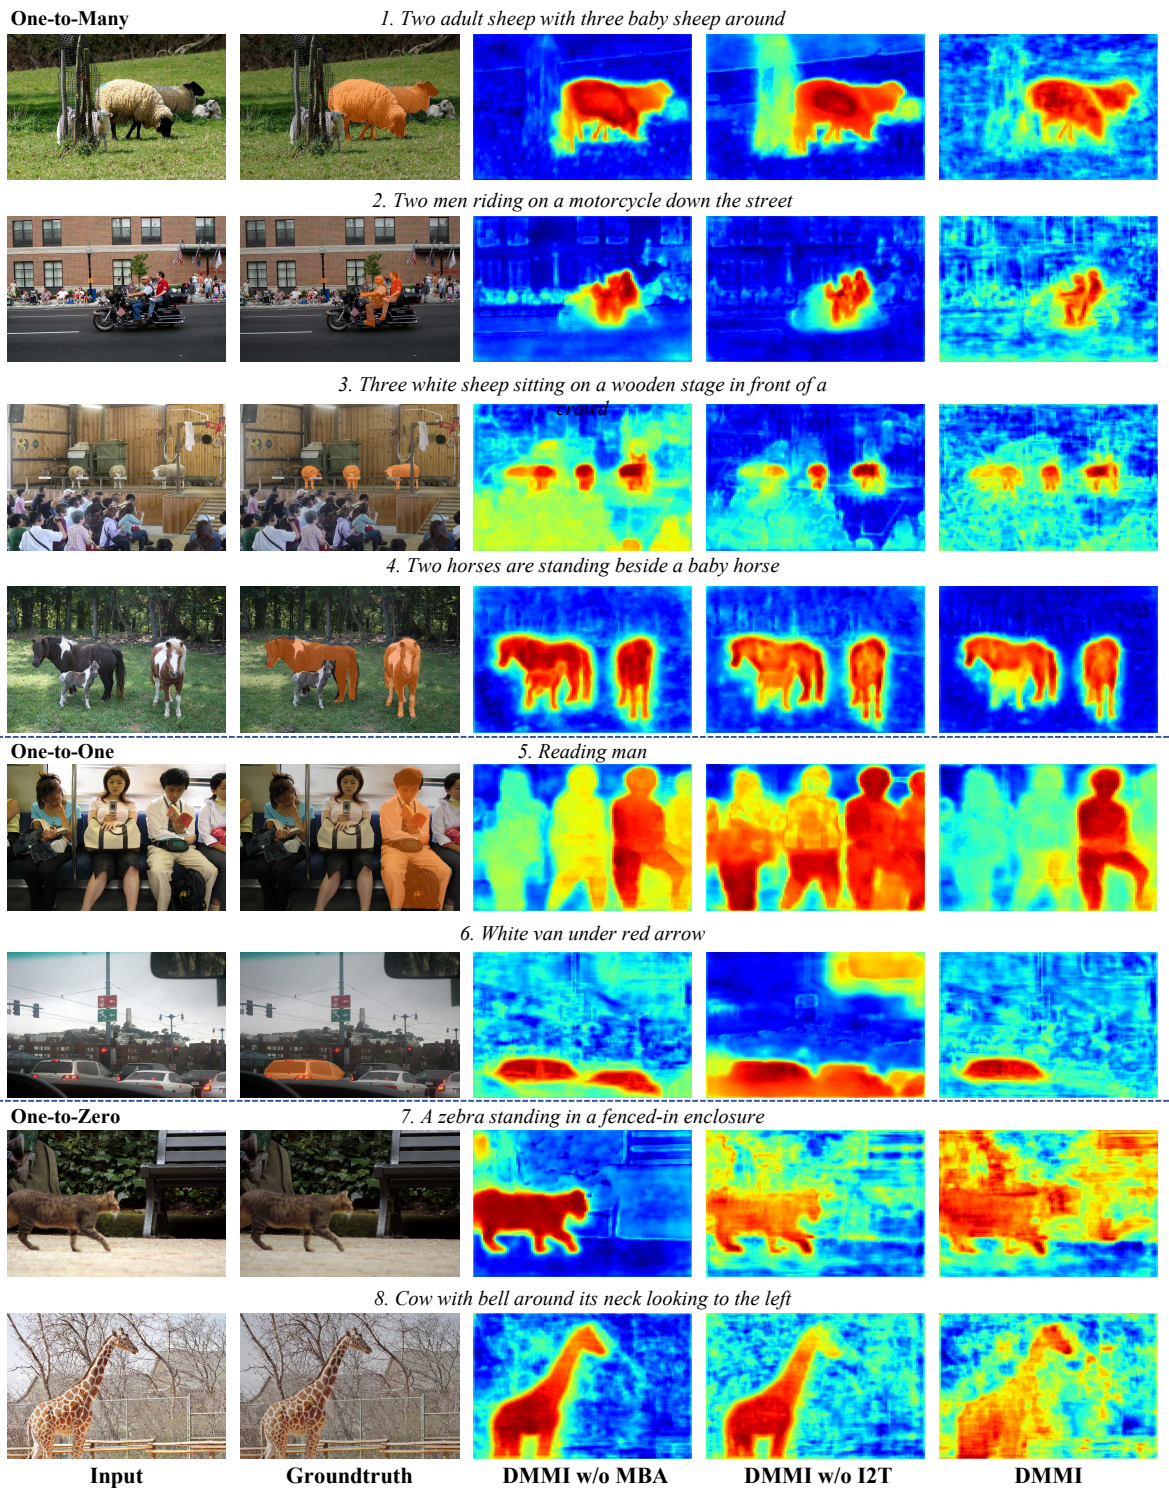 One-to-Many
1. Two adult sheep with three baby sheep around
2. Two men riding on a motorcycle down the street
3. Three white sheep sitting on a wooden stage in front of a
crowd
4. Two horses are standing beside a baby horse
One-to-One
5. Reading man
6. White van under red arrow
One-to-Zero
7. A zebra standing in a fenced-in enclosure
8. Cow with bell around its neck looking to the left
Input
Groundtruth
DMMI w/o MBA
DMMI w/o I2T
DMMI